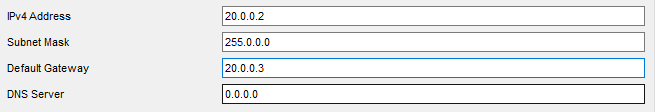 IPv4 Address 20.0.0.2
Subnet Mask 255.0.0.0
Default Gateway 20.0.0.3
DNS Server 0.0.0.0